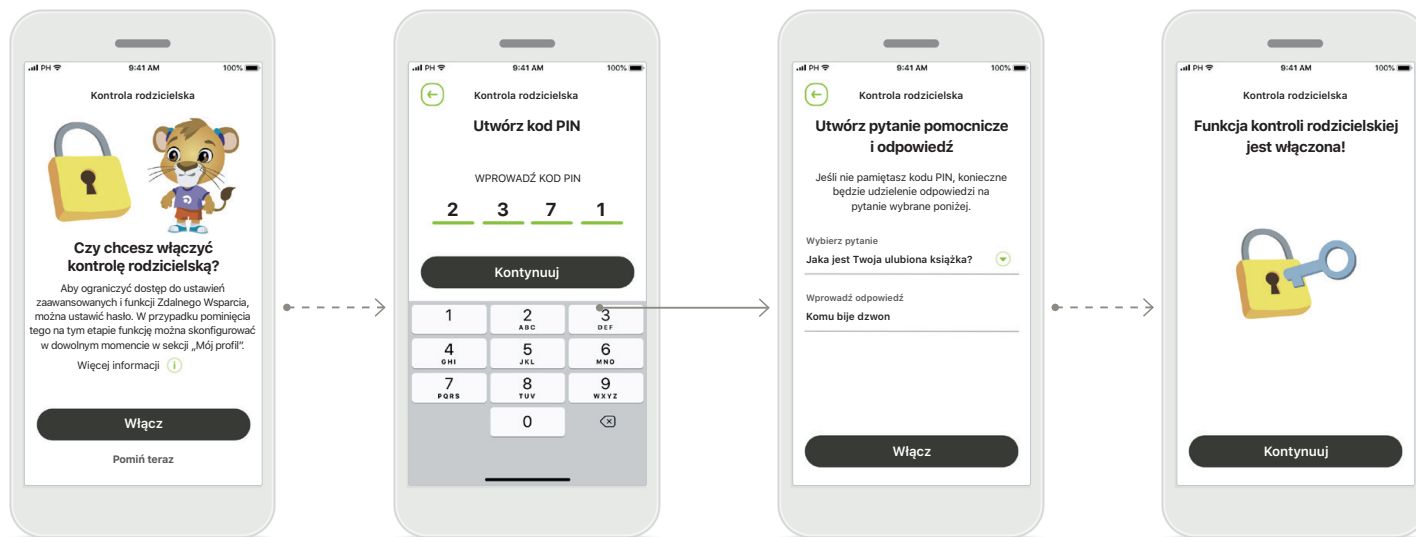 PH
9:41 AM
100%
Kontrola rodzicielska
Czy chcesz włączyć
kontrolę rodzicielską?
Aby ograniczyć dostęp do ustawień
zaawansowanych i funkcji Zdalnego Wsparcia,
można ustawić hasło. W przypadku pominięcia
tego na tym etapie funkcję można skonfigurować
w dowolnym momencie w sekcji „Mój profil”.
Więcej informacji i
Włącz
Pomiń teraz
PH
9:41 AM
100%
Kontrola rodzicielska
Utwórz kod PIN
WPROWADŹ KOD PIN
2 3 7 1
Kontynuuj
1 2 3
ABC DEF
4 5 6
GHI JKL MNO
7 8 9
PQRS TUV WXYZ
0
PH
9:41 AM
100%
Kontrola rodzicielska
Utwórz pytanie pomocnicze
i odpowiedź
Jeśli nie pamiętasz kodu PIN, konieczne
będzie udzielenie odpowiedzi na
pytanie wybrane poniżej.
Wybierz pytanie
Jaka jest Twoja ulubiona książka?
Wprowadź odpowiedź
Komu bije dzwon
Włącz
PH
9:41 AM
100%
Kontrola rodzicielska
Funkcja kontroli rodzicielskiej
jest włączona!
Kontynuuj